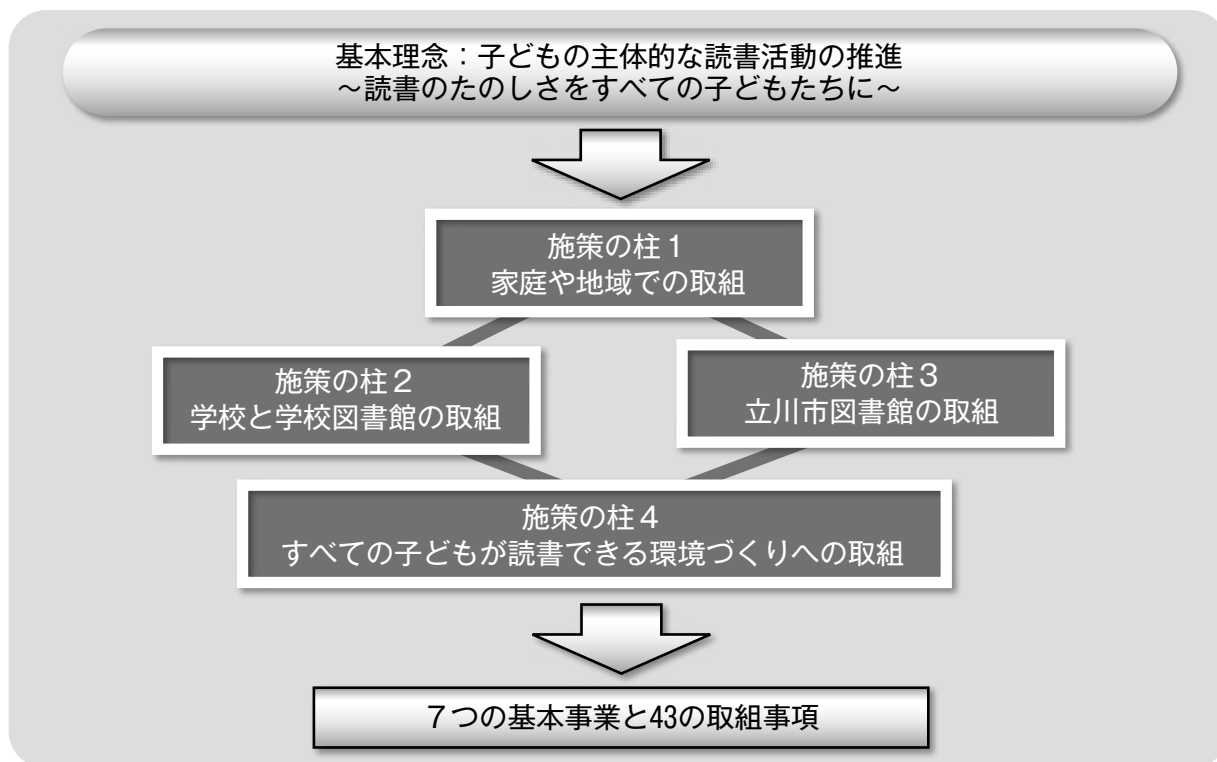 基本理念：子どもの主体的な読書活動の推進
～読書のたのしさをすべての子どもたちに～
施策の柱１
家庭や地域での取組
施策の柱２
学校と学校図書館の取組
施策の柱３
立川市図書館の取組
施策の柱４
すべての子どもが読書できる環境づくりへの取組
７つの基本事業と43の取組事項